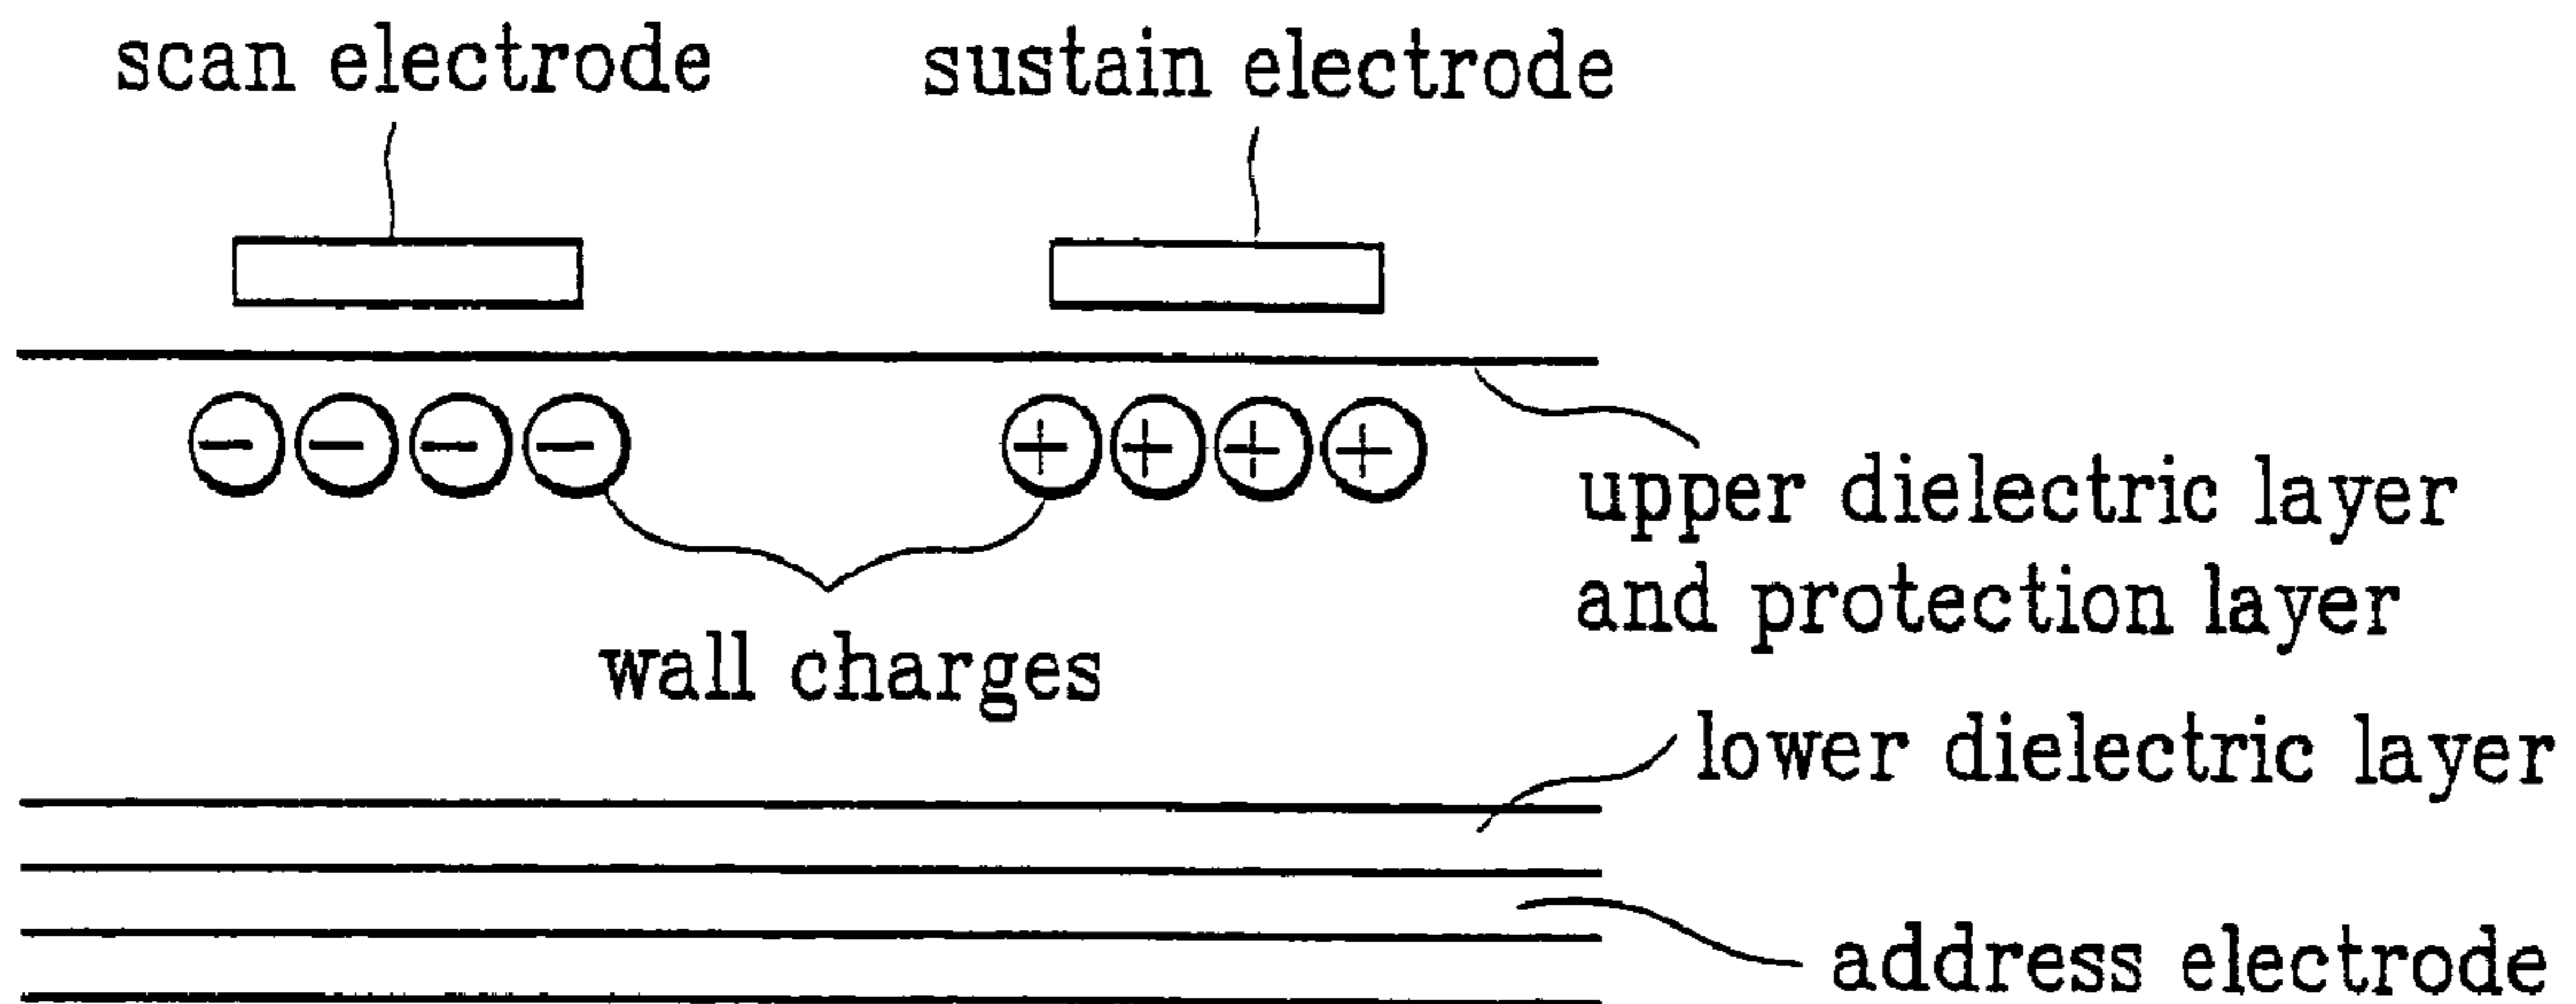 scan electrode
sustain electrode
− − − −
+ + + +
upper dielectric layer
and protection layer
wall charges
lower dielectric layer
address electrode